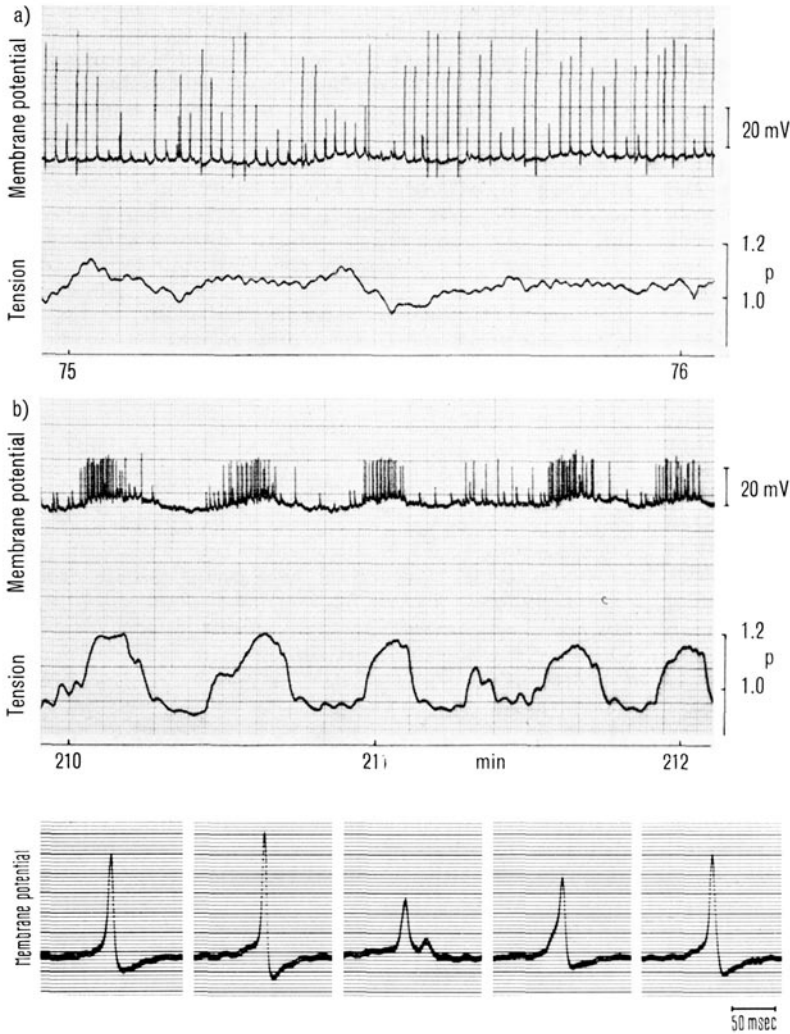 a)
Membrane potential
20 mV
Tension
1.2
p
1.0
75 76
b)
Membrane potential
20 mV
Tension
1.2
p
1.0
210 211 min 212
Membrane potential
50 msec